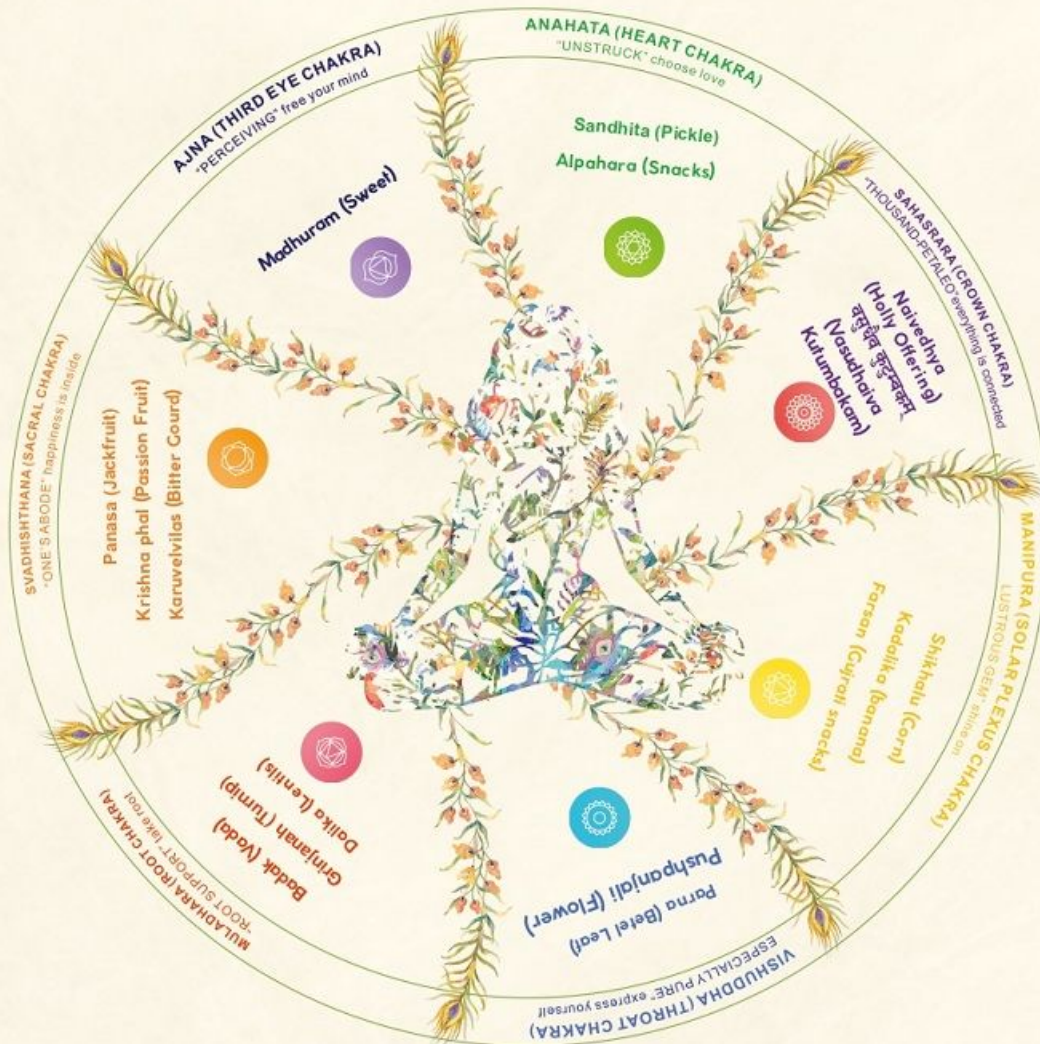 ANAHATA (HEART CHAKRA)
"UNSTRUCK" choose love
Sandhita (Pickle)
Alpahara (Snacks)
SAHASRARA (CROWN CHAKRA)
"THOUSAND-PETALEO" everything is connected
Naivedhya
(Holly Offering)
वसुधैव कुटुम्बकम्
(Vasudhaiva
Kutumbakam)
MANIPURA (SOLAR PLEXUS CHAKRA)
LUSTROUS GEM" shine on
Shikhalu (Corn)
Kadalika (banana)
Farsan (Gujrati snacks)
VISHUDDHA (THROAT CHAKRA)
ESPECIALLY PURE" express yourself
Parna (Betel Leaf)
Pushpanjali (Flower)
MULADHARA (ROOT CHAKRA)
"ROOT SUPPORT" take root
Dalika (Lentils)
Grinjanah (Turnip)
Badak (Vada)
SVADHISHTHANA (SACRAL CHAKRA)
"ONE'S ABODE" happiness is inside
Panasa (Jackfruit)
Krishna phal (Passion Fruit)
Karuvelvilas (Bitter Gourd)
AJNA (THIRD EYE CHAKRA)
"PERCEIVING" free your mind
Madhuram (Sweet)